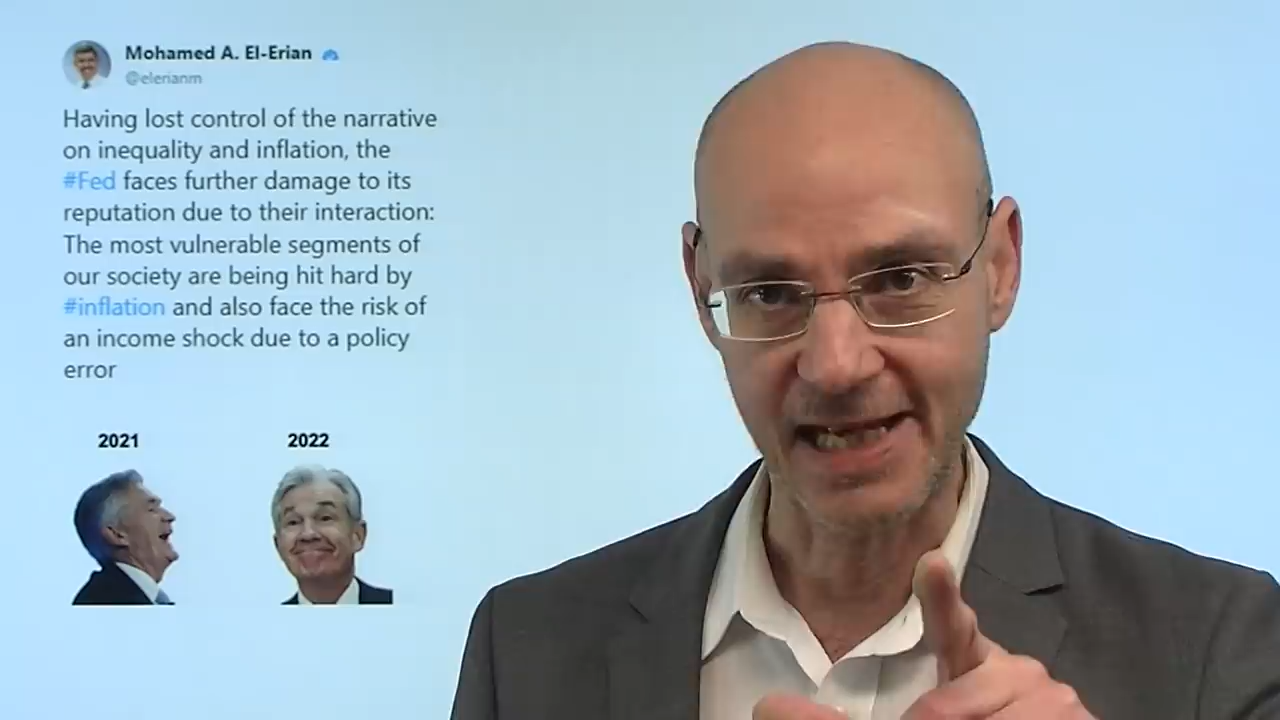 Mohamed A. El-Erian
@elerianm
Having lost control of the narrative
on inequality and inflation, the
#Fed faces further damage to its
reputation due to their interaction:
The most vulnerable segments of
our society are being hit hard by
#inflation and also face the risk of
an income shock due to a policy
error
2021 2022